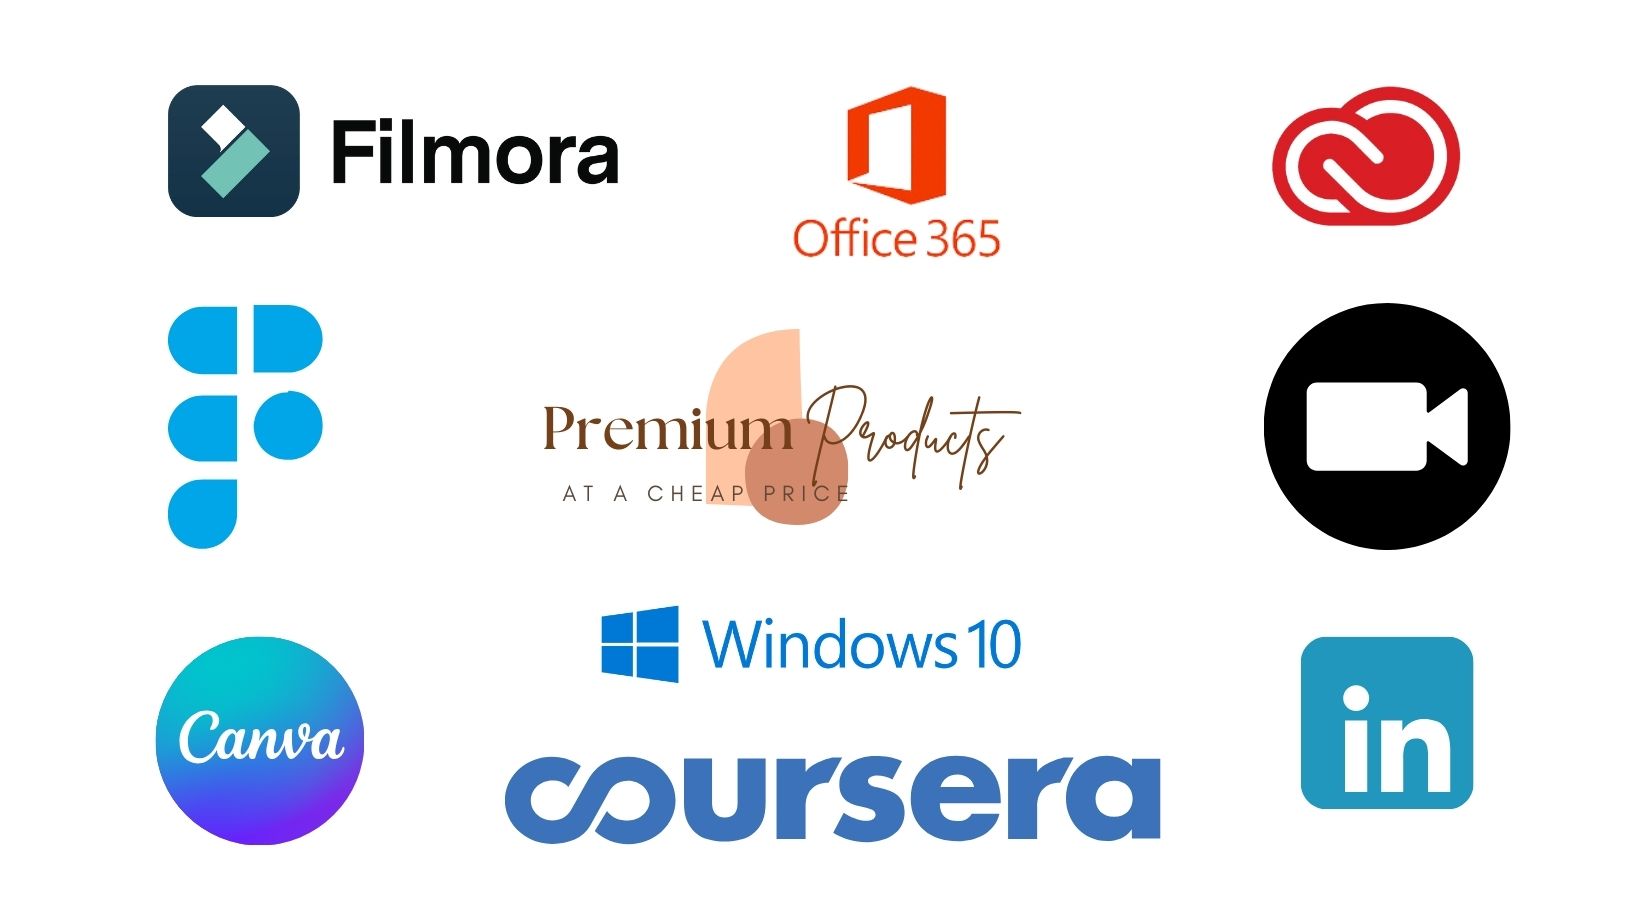 Filmora
Office 365
Premium Products
AT A CHEAP PRICE
Windows 10
Canva
coursera
in